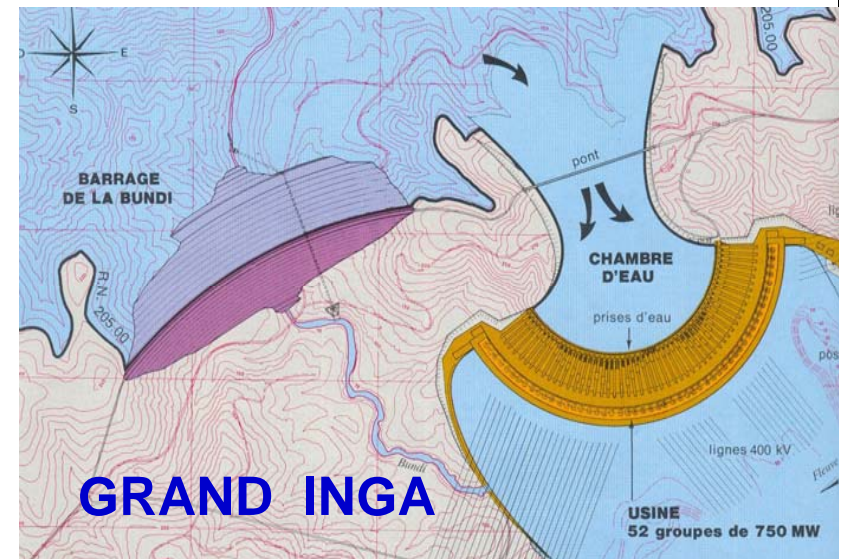 E
S
205.00
BARRAGE
DE LA BUNDI
pont
CHAMBRE
D'EAU
R.N. 205.00
prises d'eau
lignes 400 kV
Bundi
GRAND INGA
USINE
52 groupes de 750 MW